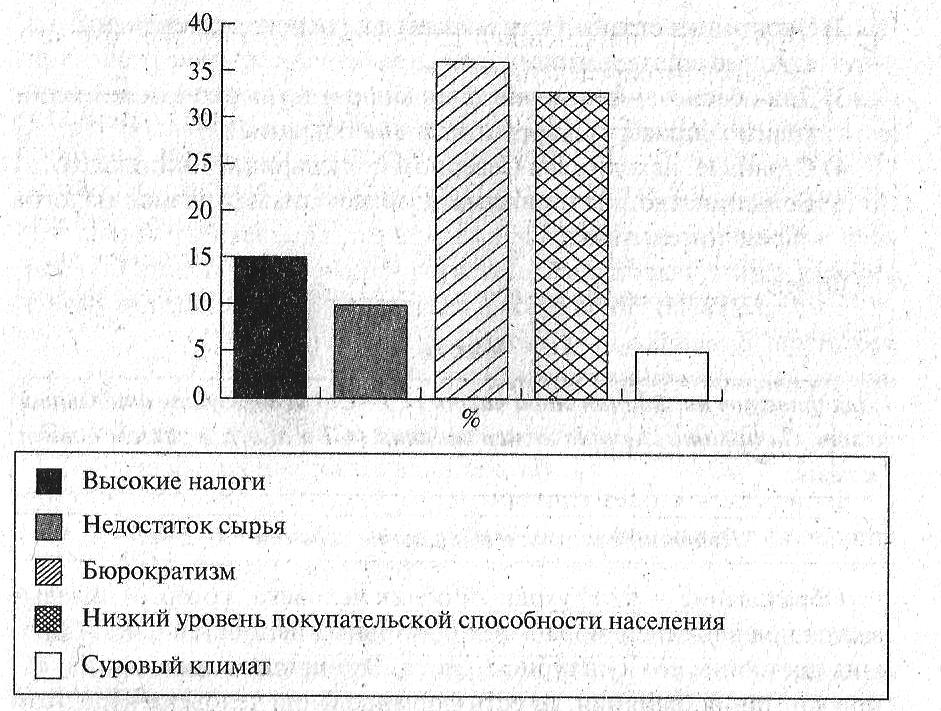 40
35
30
25
20
15
10
5
0
%
Высокие налоги
Недостаток сырья
Бюрократизм
Низкий уровень покупательской способности населения
Суровый климат